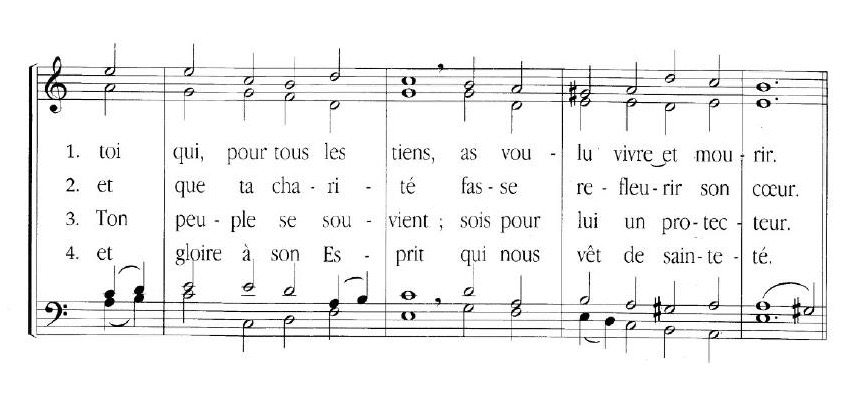 1. toi qui, pour tous les tiens, as vou - lu vivre et mou - rir.
2. et que ta cha - ri - té fas - se re - fleu - rir son cœur.
3. Ton peu - ple se sou - vient ; sois pour lui un pro - tec - teur.
4. et gloire à son Es - prit qui nous vêt de sain - te - té.